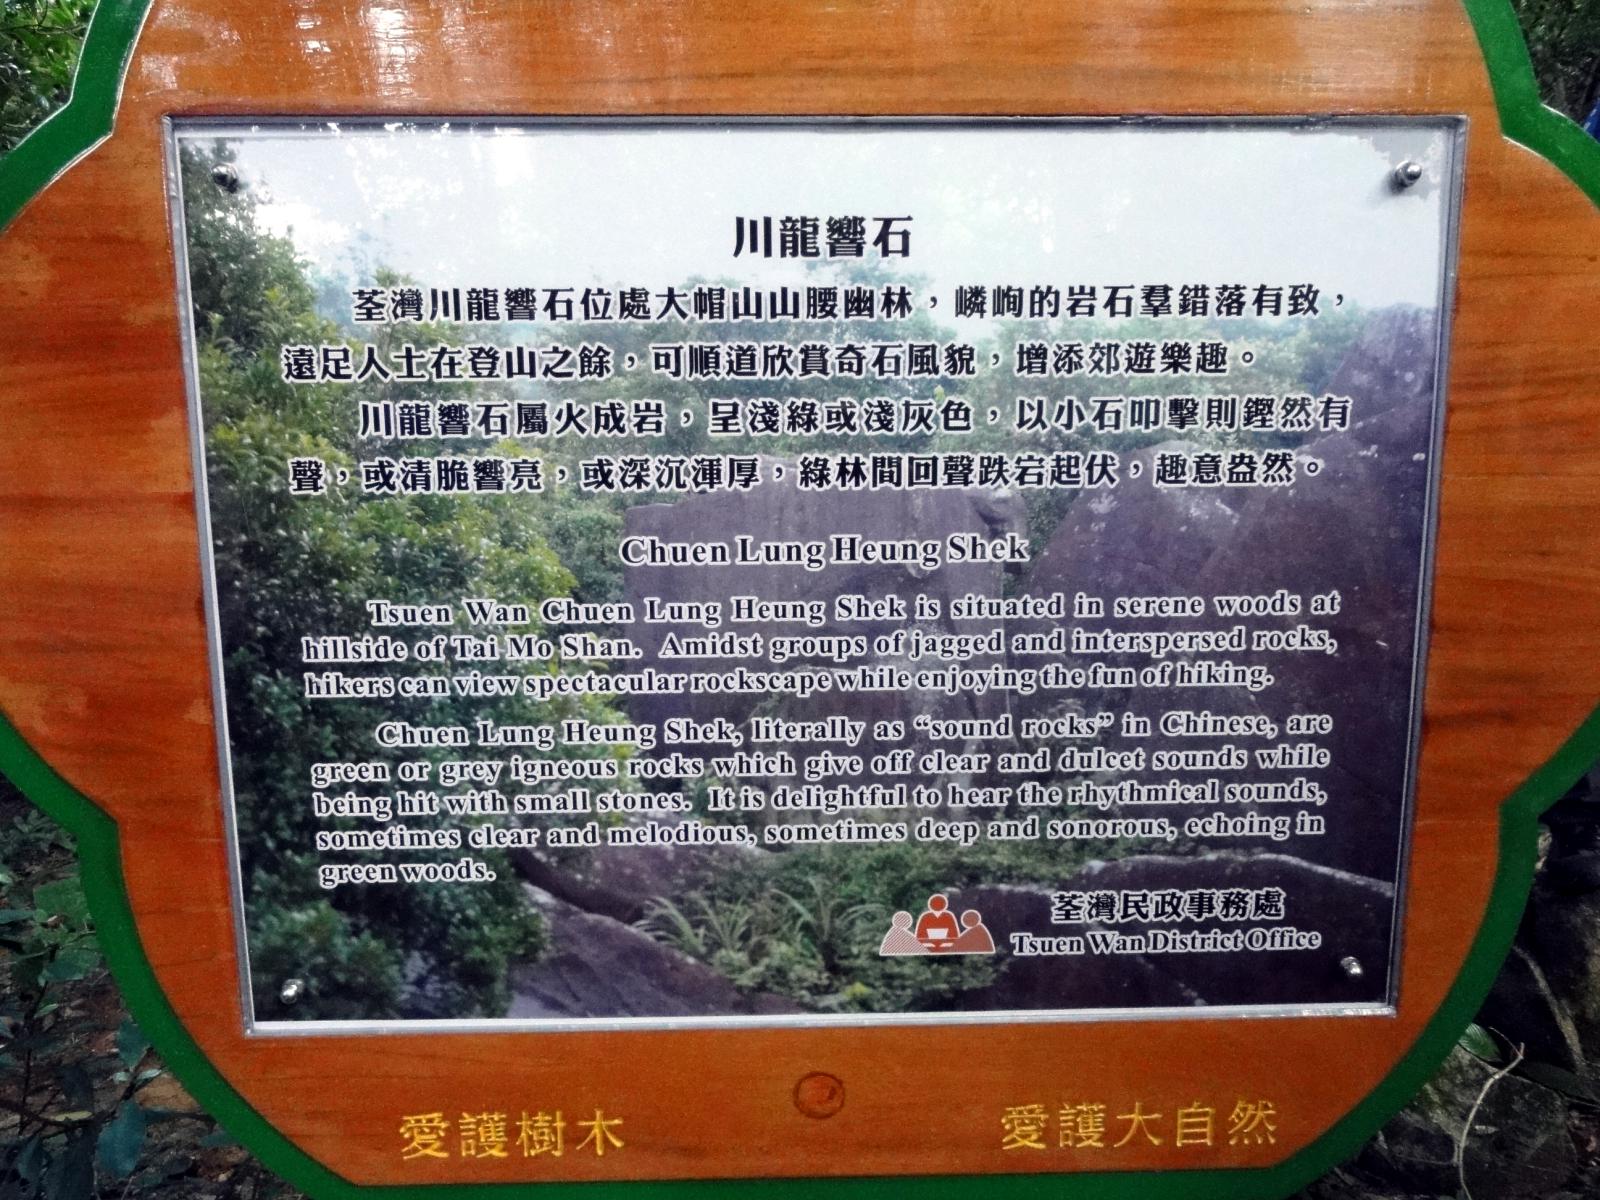 川龍響石
荃灣川龍響石位處大帽山山腰幽林，嶙峋的岩石羣錯落有致，
遠足人士在登山之餘，可順道欣賞奇石風貌，增添郊遊樂趣。
川龍響石屬火成岩，呈淺綠或淺灰色，以小石叩擊則鏗然有
聲，或清脆響亮，或深沉渾厚，綠林間回聲跌宕起伏，趣意盎然。
Chuen Lung Heung Shek
Tsuen Wan Chuen Lung Heung Shek is situated in serene woods at
hillside of Tai Mo Shan. Amidst groups of jagged and interspersed rocks,
hikers can view spectacular rockscape while enjoying the fun of hiking.
Chuen Lung Heung Shek, literally as “sound rocks” in Chinese, are
green or grey igneous rocks which give off clear and dulcet sounds while
being hit with small stones. It is delightful to hear the rhythmical sounds,
sometimes clear and melodious, sometimes deep and sonorous, echoing in
green woods.
荃灣民政事務處
Tsuen Wan District Office
愛護樹木
愛護大自然